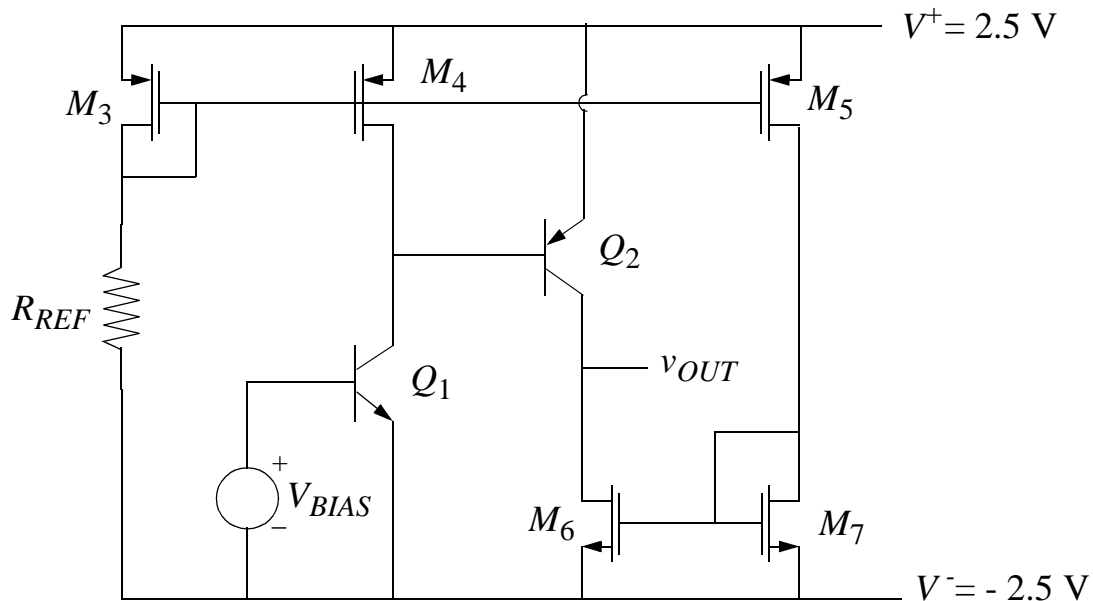 V⁺= 2.5 V
M₃
M₄
M₅
Q₂
R_REF
v_OUT
Q₁
+
V_BIAS
−
M₆
M₇
V⁻= - 2.5 V